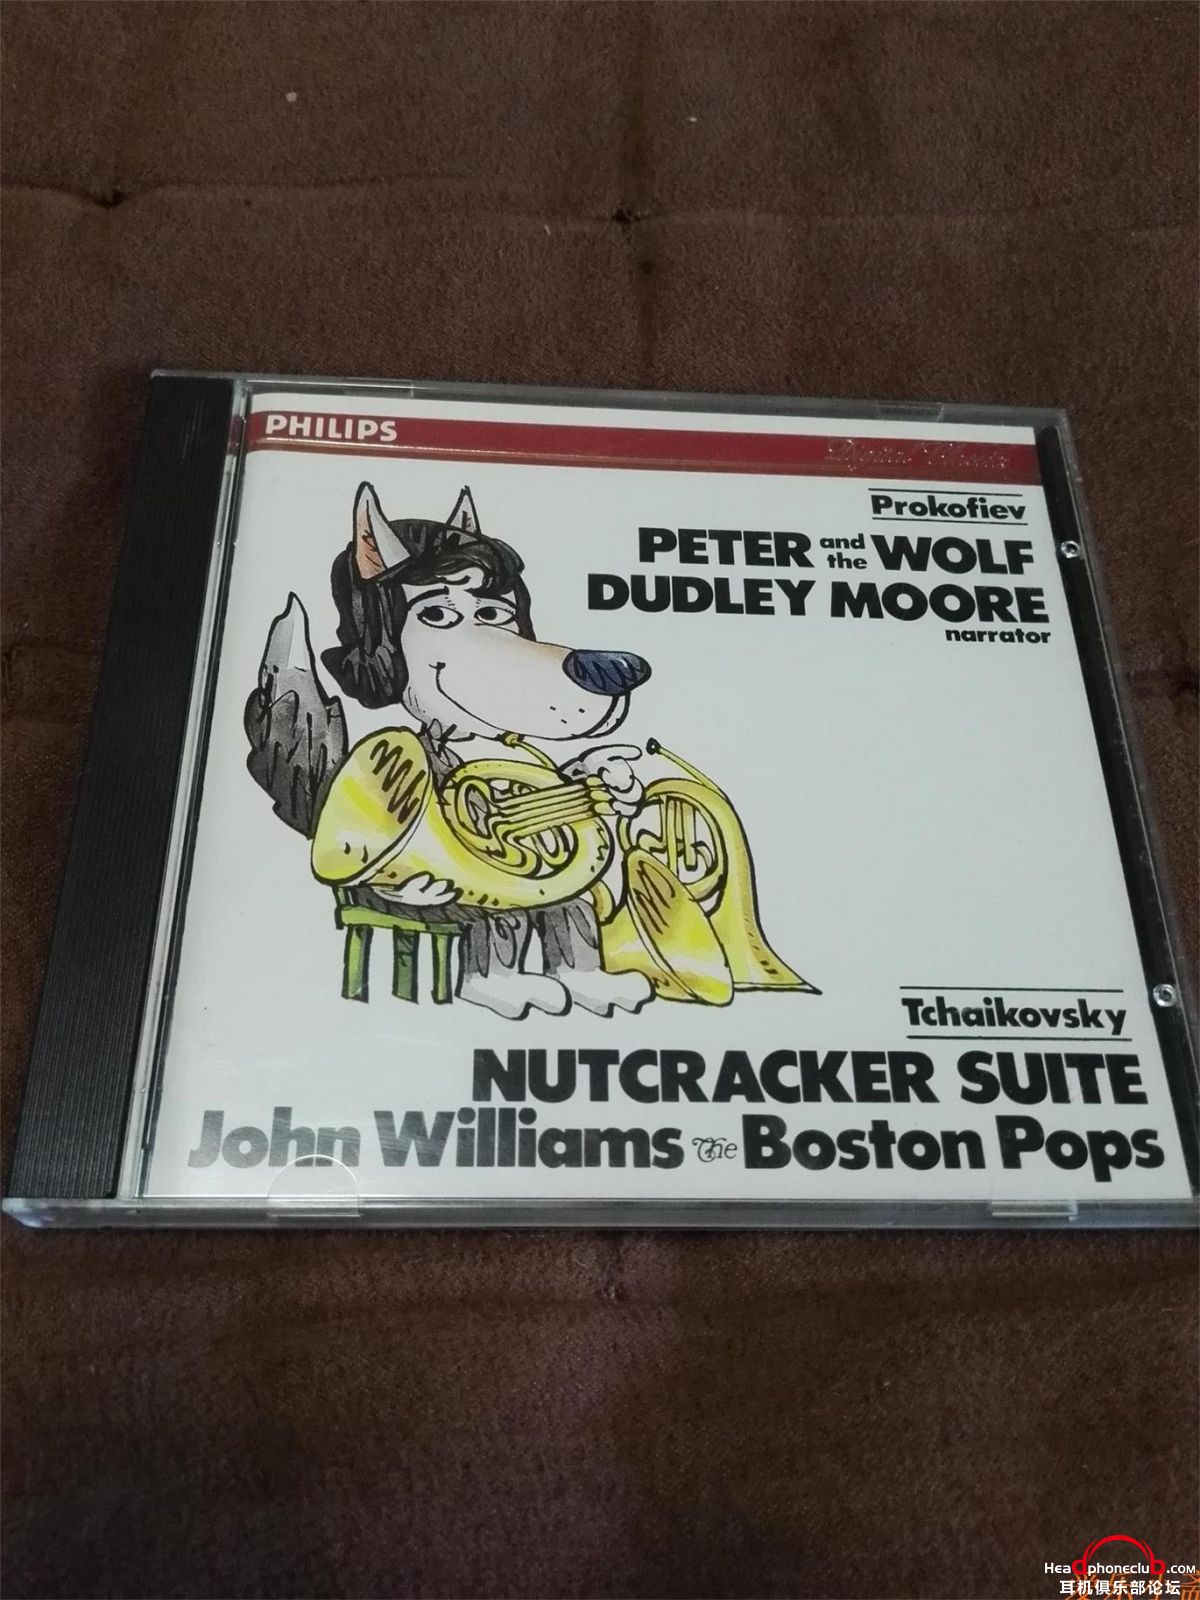 PHILIPS
Digital Classics
Prokofiev
PETER and the WOLF
DUDLEY MOORE
narrator
Tchaikovsky
NUTCRACKER SUITE
John Williams The Boston Pops
Headphoneclub.com
耳机俱乐部论坛